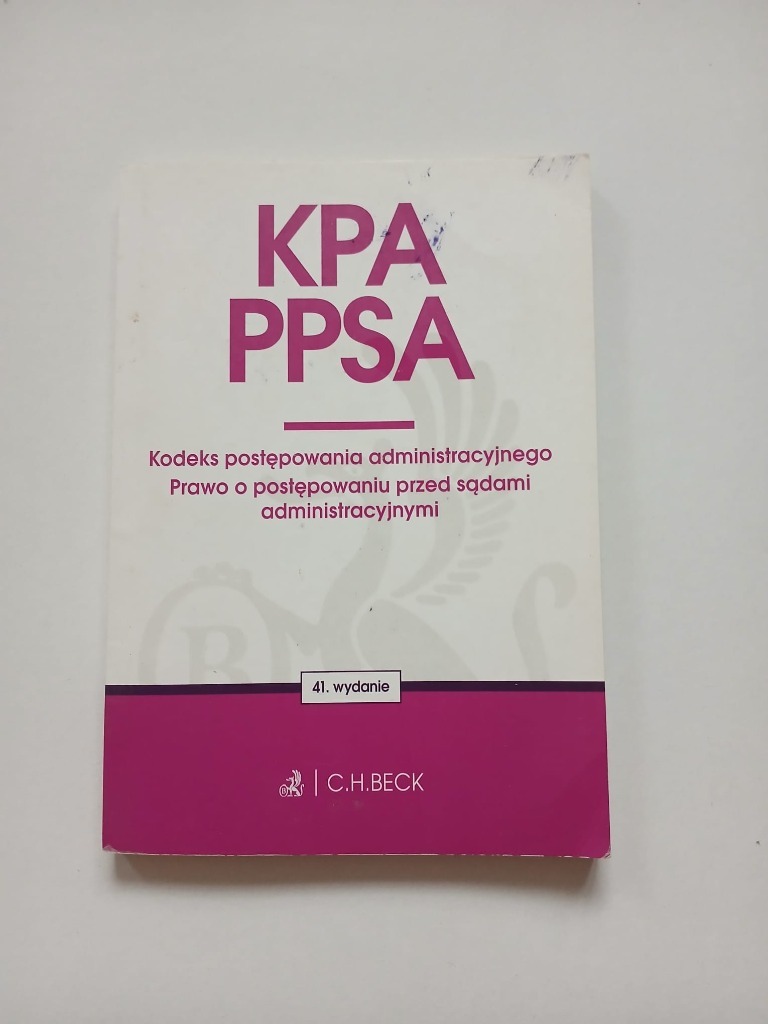 KPA
PPSA
Kodeks postępowania administracyjnego
Prawo o postępowaniu przed sądami
administracyjnymi
B
41. wydanie
B | C.H.BECK